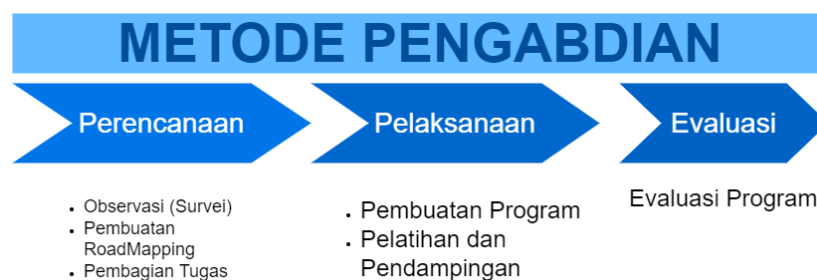 METODE PENGABDIAN
Perencanaan
Pelaksanaan
Evaluasi
• Observasi (Survei)
• Pembuatan
RoadMapping
• Pembagian Tugas
• Pembuatan Program
• Pelatihan dan
Pendampingan
Evaluasi Program